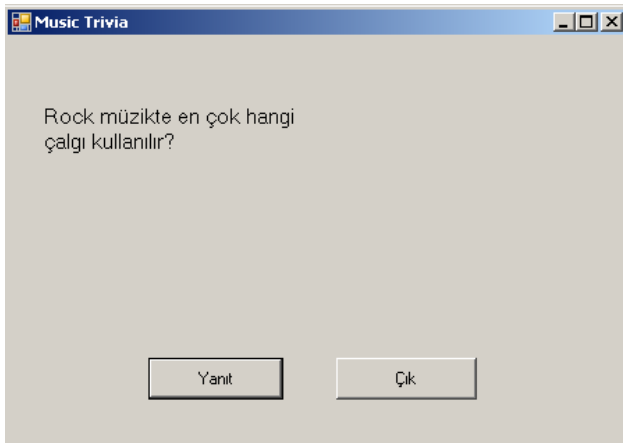 Music Trivia
Rock müzikte en çok hangi
çalgı kullanılır?
Yanıt
Çık